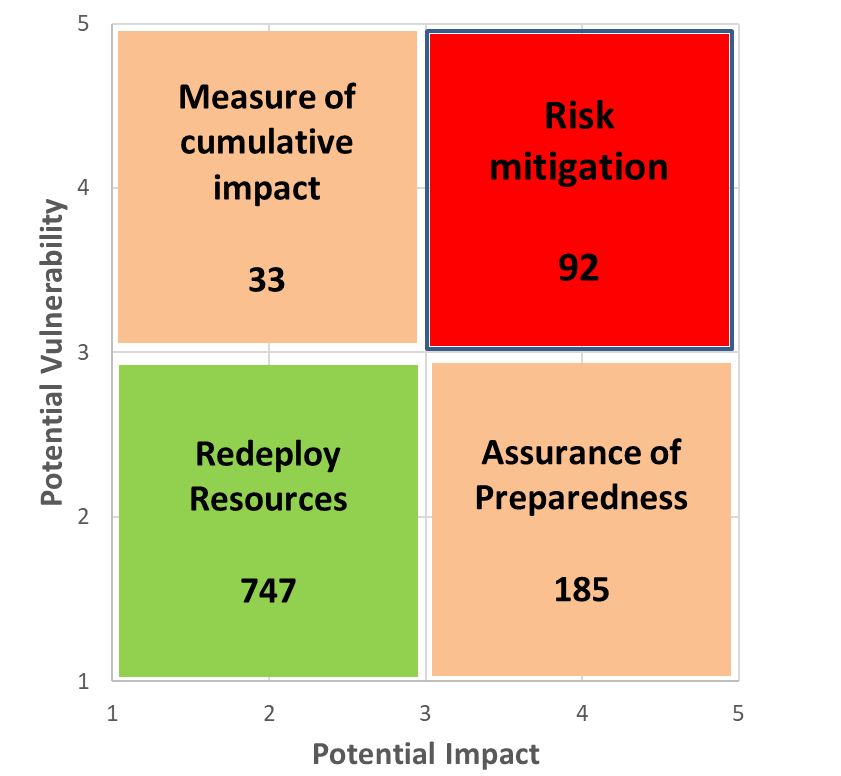 5
4
3
2
1
Potential Vulnerability
Measure of
cumulative
impact
33
Risk
mitigation
92
Redeploy
Resources
747
Assurance of
Preparedness
185
1 2 3 4 5
Potential Impact